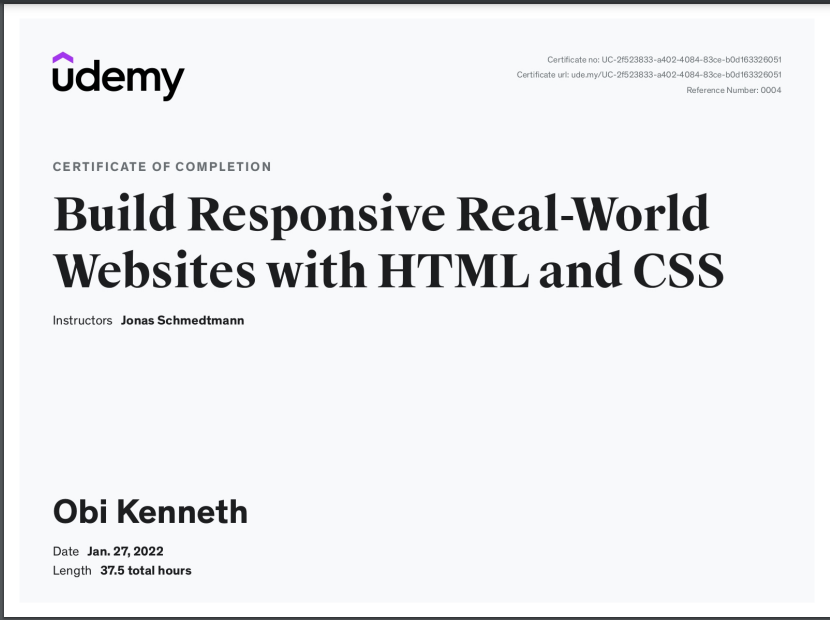 udemy
Certificate no: UC-2f523833-a402-4084-83ce-b0d163326051
Certificate url: ude.my/UC-2f523833-a402-4084-83ce-b0d163326051
Reference Number: 0004
CERTIFICATE OF COMPLETION
Build Responsive Real-World
Websites with HTML and CSS
Instructors Jonas Schmedtmann
Obi Kenneth
Date Jan. 27, 2022
Length 37.5 total hours